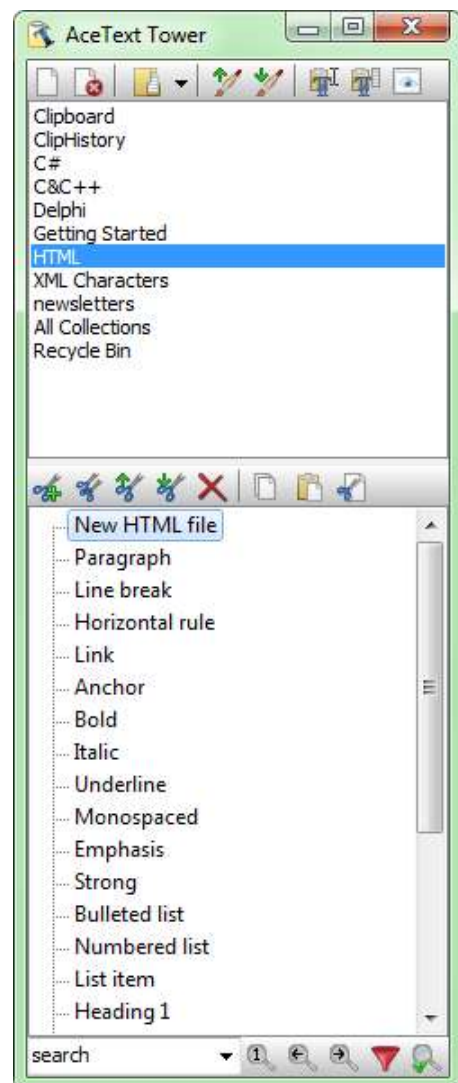 AceText Tower
Clipboard
ClipHistory
C#
C&C++
Delphi
Getting Started
HTML
XML Characters
newsletters
All Collections
Recycle Bin
New HTML file
Paragraph
Line break
Horizontal rule
Link
Anchor
Bold
Italic
Underline
Monospaced
Emphasis
Strong
Bulleted list
Numbered list
List item
Heading 1
search